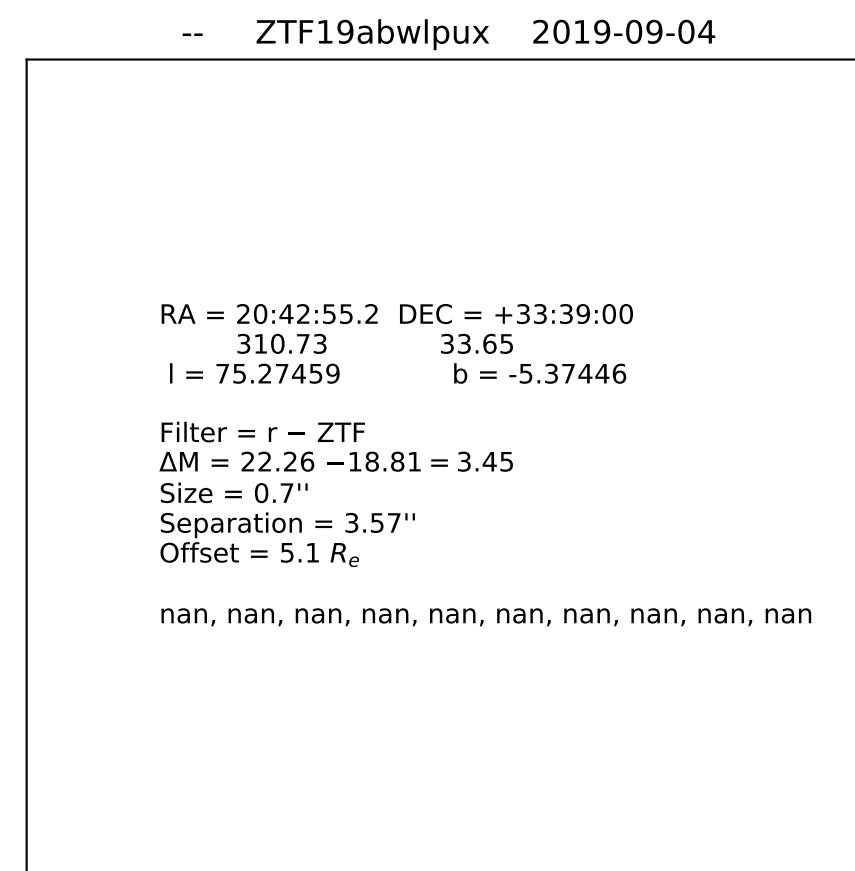 --   ZTF19abwlpux   2019-09-04
RA = 20:42:55.2  DEC = +33:39:00
310.73   33.65
l = 75.27459   b = -5.37446
Filter = r − ZTF
ΔM = 22.26 −18.81 = 3.45
Size = 0.7''
Separation = 3.57''
Offset = 5.1 Re
nan, nan, nan, nan, nan, nan, nan, nan, nan, nan